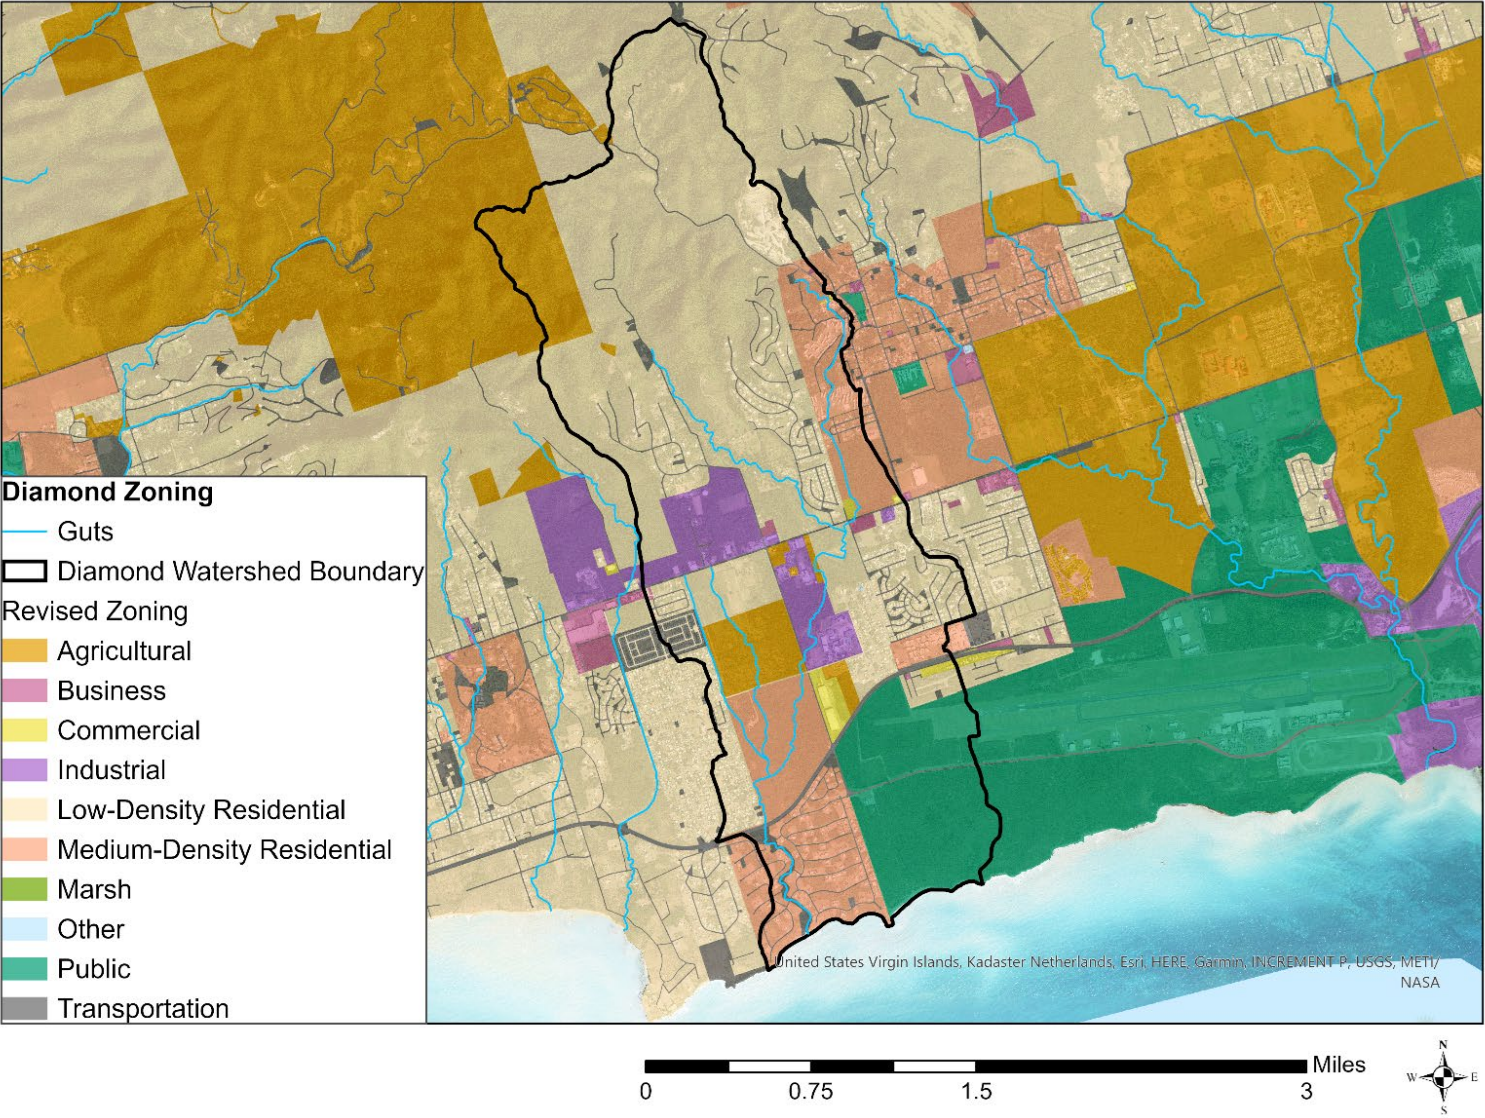 Diamond Zoning
Guts
Diamond Watershed Boundary
Revised Zoning
Agricultural
Business
Commercial
Industrial
Low-Density Residential
Medium-Density Residential
Marsh
Other
Public
Transportation
United States Virgin Islands, Kadaster Netherlands, Esri, HERE, Garmin, INCREMENT P, USGS, METI/
NASA
Miles
0 0.75 1.5 3
N
W E
S